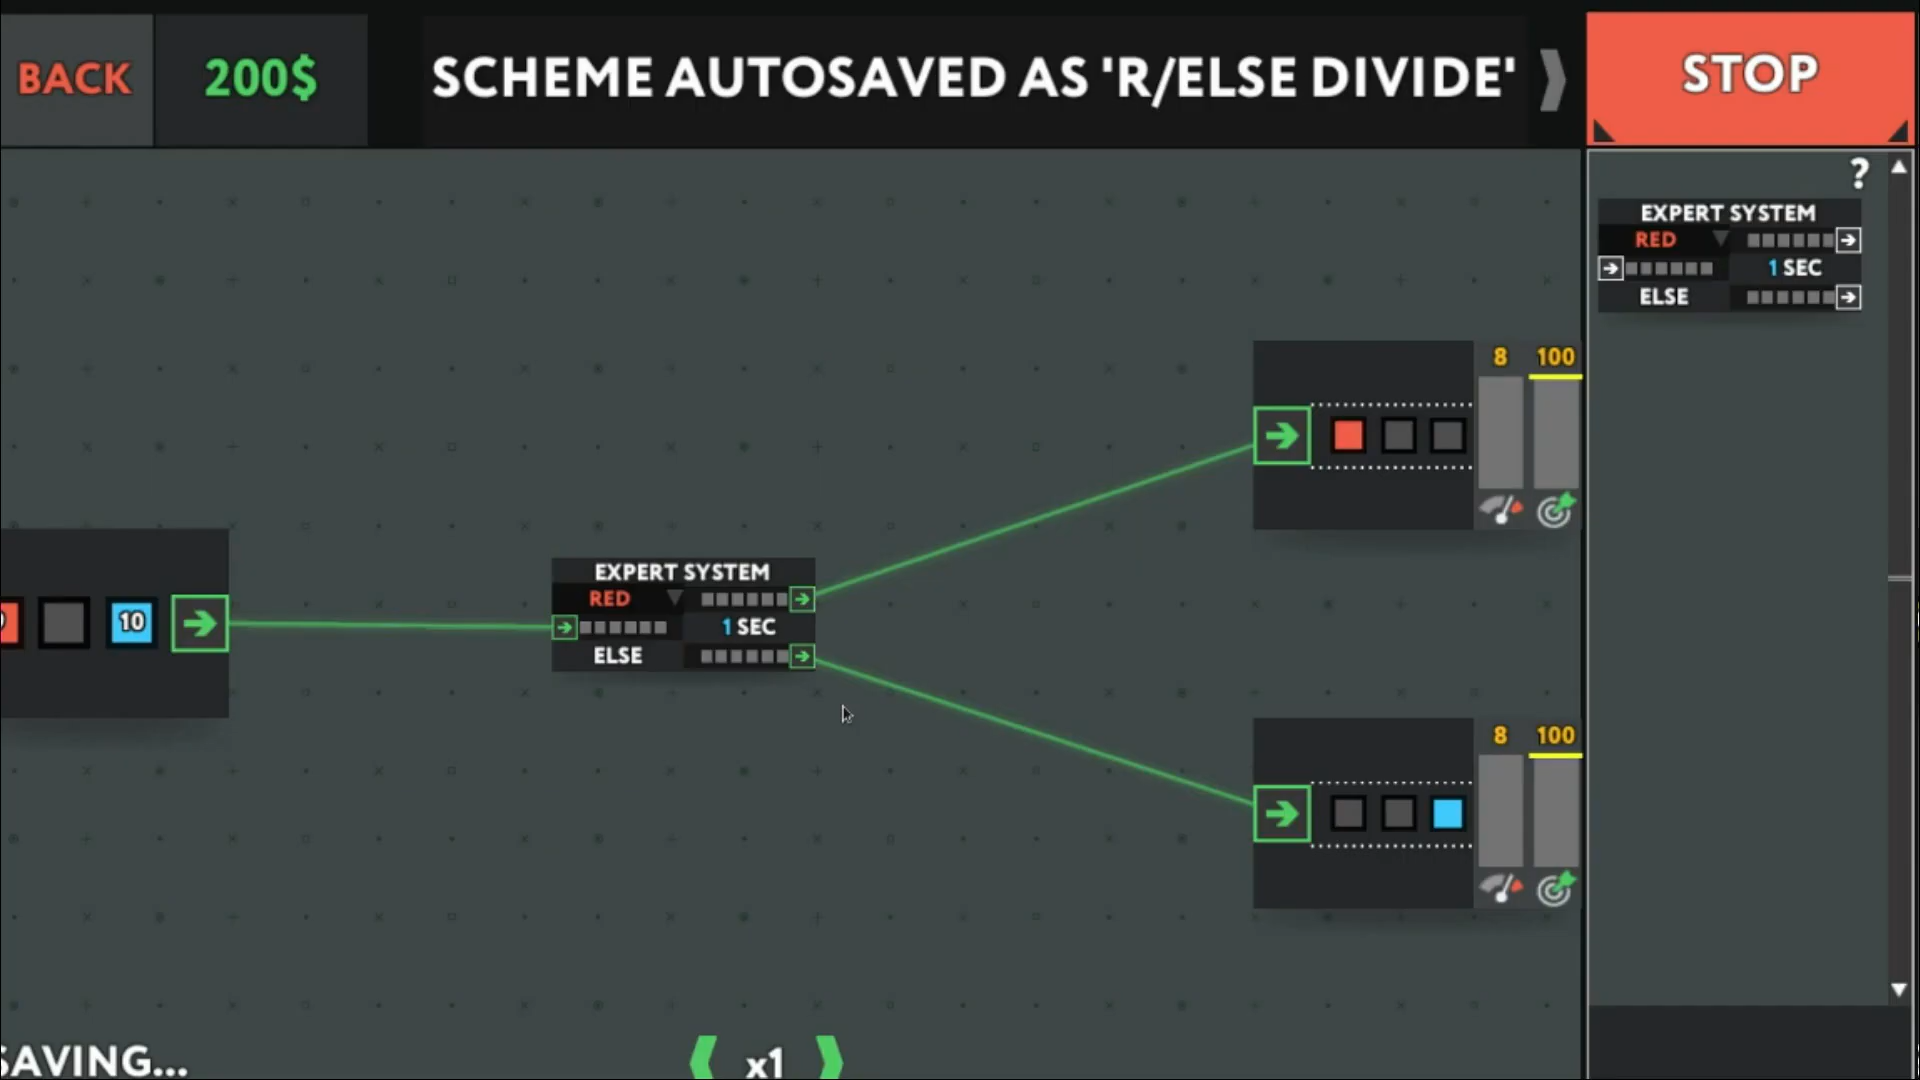 BACK
200$
SCHEME AUTOSAVED AS 'R/ELSE DIVIDE'
STOP
?
EXPERT SYSTEM
RED
1 SEC
ELSE
8 100
10
EXPERT SYSTEM
RED
1 SEC
ELSE
8 100
SAVING...
x1